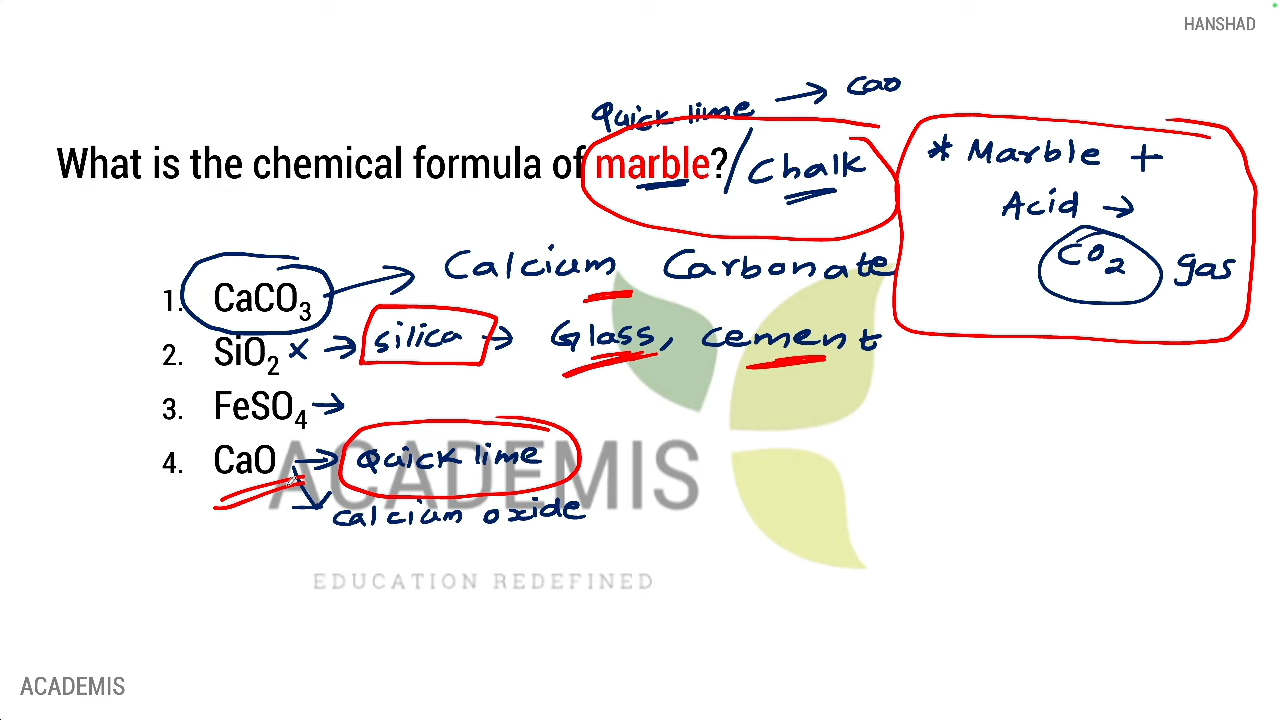 HANSHAD
Quick lime → CaO
What is the chemical formula of marble? / Chalk
* Marble +
Acid →
CO₂ gas
1. CaCO₃ → Calcium Carbonate
2. SiO₂ × → silica → Glass, cement
3. FeSO₄ →
4. CaO → Quick lime
calcium oxide
ACADEMIS
EDUCATION REDEFINED
ACADEMIS